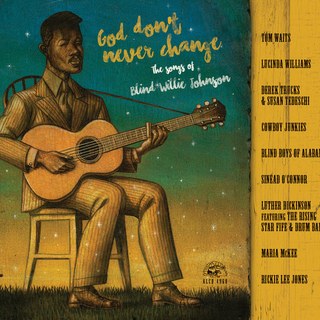 God don't
never change
The songs of
Blind Willie Johnson
TOM WAITS
LUCINDA WILLIAMS
DEREK TRUCKS
& SUSAN TEDESCHI
COWBOY JUNKIES
BLIND BOYS OF ALABA
SINÉAD O'CONNOR
LUTHER DICKINSON
FEATURING THE RISING
STAR FIFE & DRUM BA
MARIA McKEE
RICKIE LEE JONES